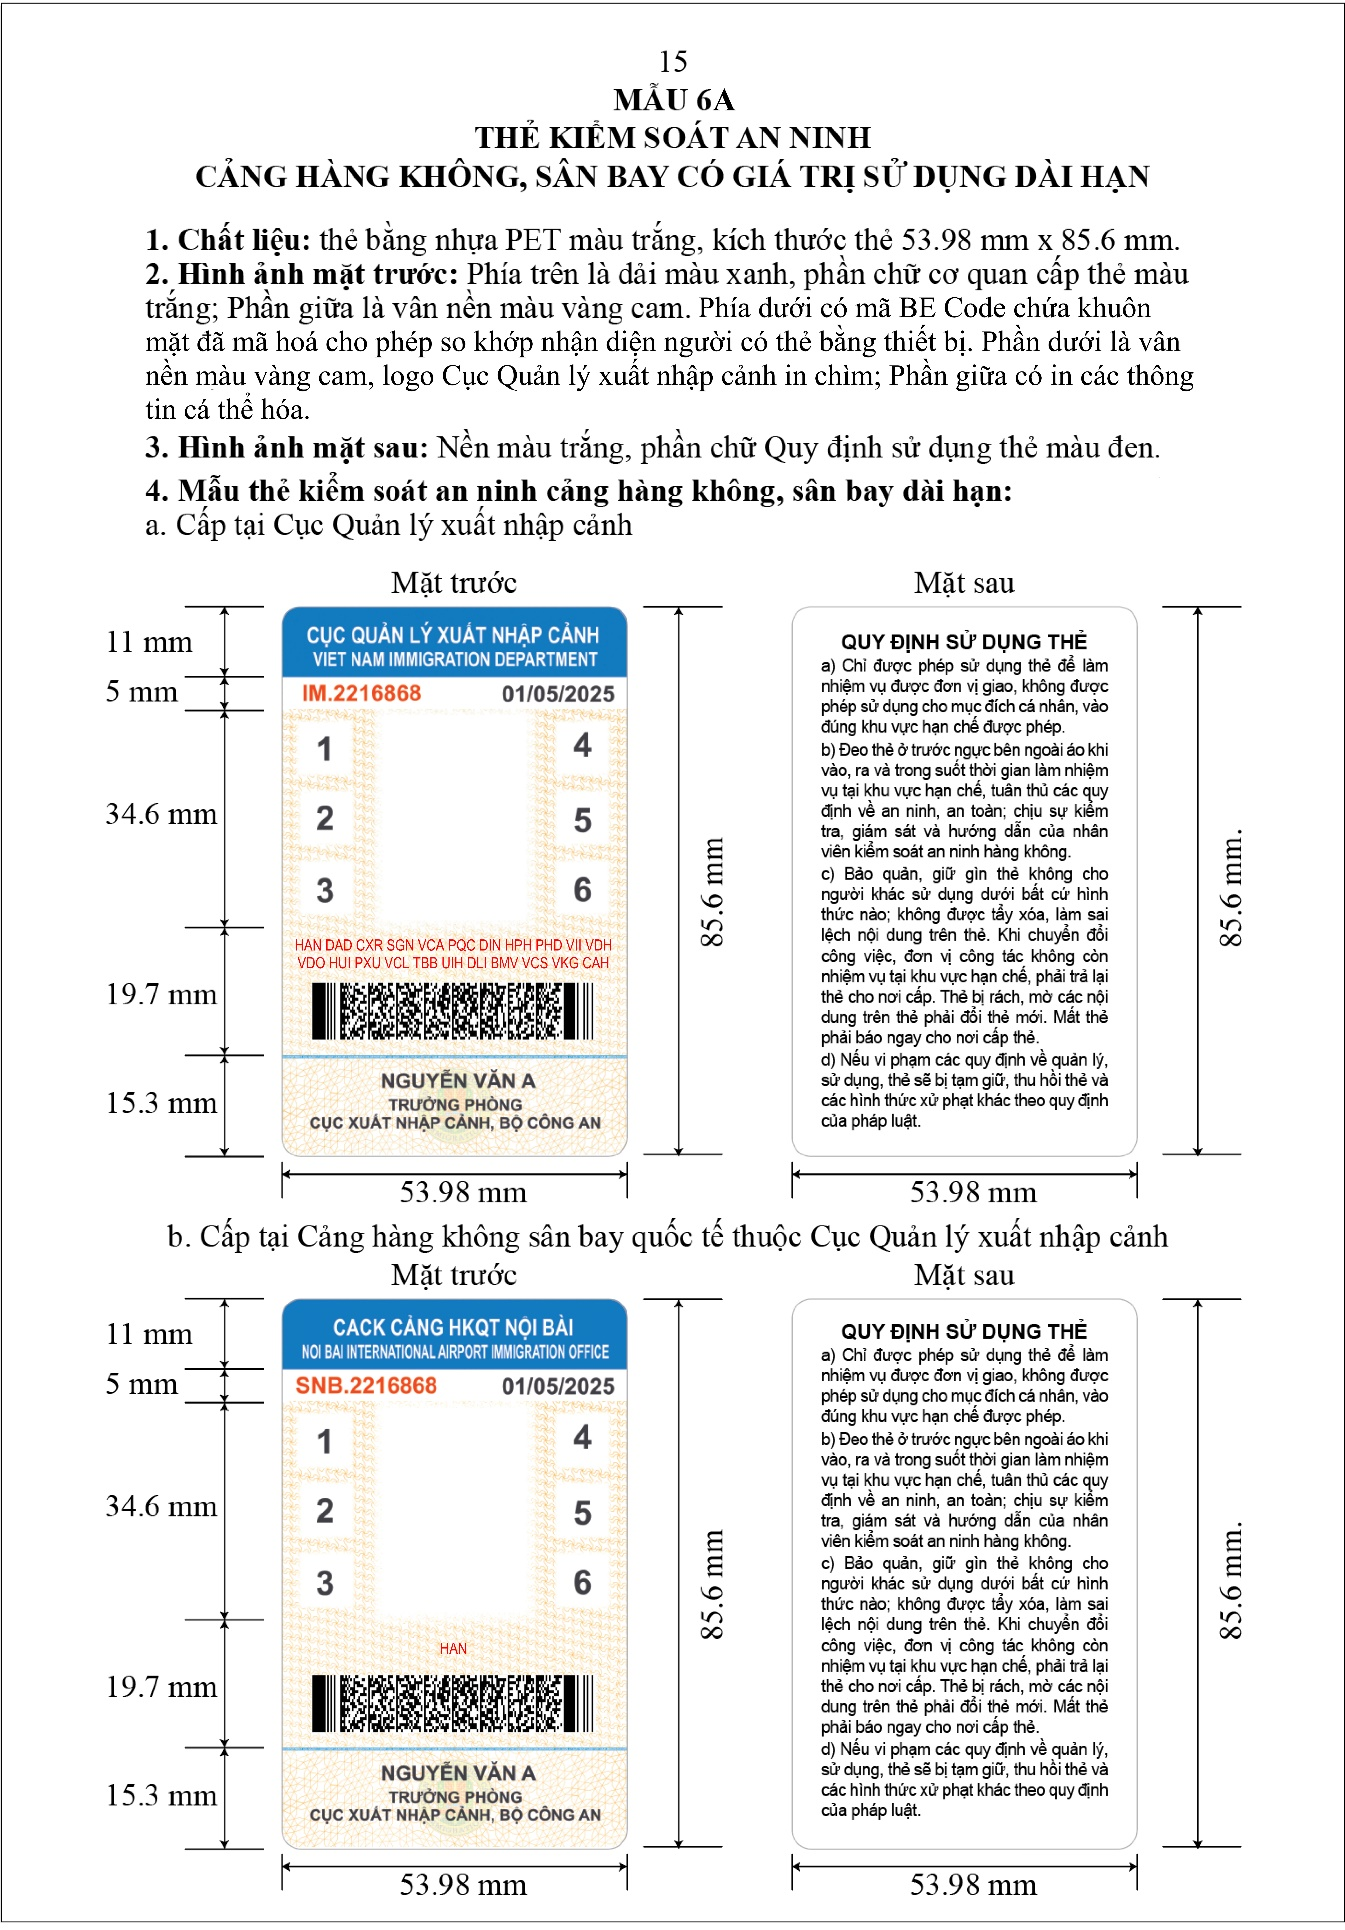 15
MẪU 6A
THẺ KIỂM SOÁT AN NINH
CẢNG HÀNG KHÔNG, SÂN BAY CÓ GIÁ TRỊ SỬ DỤNG DÀI HẠN
1. Chất liệu: thẻ bằng nhựa PET màu trắng, kích thước thẻ 53.98 mm x 85.6 mm.
2. Hình ảnh mặt trước: Phía trên là dải màu xanh, phần chữ cơ quan cấp thẻ màu
trắng; Phần giữa là vân nền màu vàng cam. Phía dưới có mã BE Code chứa khuôn
mặt đã mã hoá cho phép so khớp nhận diện người có thẻ bằng thiết bị. Phần dưới là vân
nền màu vàng cam, logo Cục Quản lý xuất nhập cảnh in chìm; Phần giữa có in các thông
tin cá thể hóa.
3. Hình ảnh mặt sau: Nền màu trắng, phần chữ Quy định sử dụng thẻ màu đen.
4. Mẫu thẻ kiểm soát an ninh cảng hàng không, sân bay dài hạn:
a. Cấp tại Cục Quản lý xuất nhập cảnh
Mặt trước
11 mm
5 mm
34.6 mm
19.7 mm
15.3 mm
CỤC QUẢN LÝ XUẤT NHẬP CẢNH
VIET NAM IMMIGRATION DEPARTMENT
IM.2216868 01/05/2025
1 4
2 5
3 6
HAN DAD CXR SGN VCA PQC DIN HPH PHD VII VDH
VDO HUI PXU VCL TBB UIH DLI BMV VCS VKG CAH
NGUYỄN VĂN A
TRƯỞNG PHÒNG
CỤC XUẤT NHẬP CẢNH, BỘ CÔNG AN
85.6 mm
53.98 mm
Mặt sau
QUY ĐỊNH SỬ DỤNG THẺ
a) Chỉ được phép sử dụng thẻ để làm
nhiệm vụ được đơn vị giao, không được
phép sử dụng cho mục đích cá nhân, vào
đúng khu vực hạn chế được phép.
b) Đeo thẻ ở trước ngực bên ngoài áo khi
vào, ra và trong suốt thời gian làm nhiệm
vụ tại khu vực hạn chế, tuân thủ các quy
định về an ninh, an toàn; chịu sự kiểm
tra, giám sát và hướng dẫn của nhân
viên kiểm soát an ninh hàng không.
c) Bảo quản, giữ gìn thẻ không cho
người khác sử dụng dưới bất cứ hình
thức nào; không được tẩy xóa, làm sai
lệch nội dung trên thẻ. Khi chuyển đổi
công việc, đơn vị công tác không còn
nhiệm vụ tại khu vực hạn chế, phải trả lại
thẻ cho nơi cấp. Thẻ bị rách, mờ các nội
dung trên thẻ phải đổi thẻ mới. Mất thẻ
phải báo ngay cho nơi cấp thẻ.
d) Nếu vi phạm các quy định về quản lý,
sử dụng, thẻ sẽ bị tạm giữ, thu hồi thẻ và
các hình thức xử phạt khác theo quy định
của pháp luật.
85.6 mm.
53.98 mm
b. Cấp tại Cảng hàng không sân bay quốc tế thuộc Cục Quản lý xuất nhập cảnh
Mặt trước
11 mm
5 mm
34.6 mm
19.7 mm
15.3 mm
CACK CẢNG HKQT NỘI BÀI
NOI BAI INTERNATIONAL AIRPORT IMMIGRATION OFFICE
SNB.2216868 01/05/2025
1 4
2 5
3 6
HAN
NGUYỄN VĂN A
TRƯỞNG PHÒNG
CỤC XUẤT NHẬP CẢNH, BỘ CÔNG AN
85.6 mm
53.98 mm
Mặt sau
QUY ĐỊNH SỬ DỤNG THẺ
a) Chỉ được phép sử dụng thẻ để làm
nhiệm vụ được đơn vị giao, không được
phép sử dụng cho mục đích cá nhân, vào
đúng khu vực hạn chế được phép.
b) Đeo thẻ ở trước ngực bên ngoài áo khi
vào, ra và trong suốt thời gian làm nhiệm
vụ tại khu vực hạn chế, tuân thủ các quy
định về an ninh, an toàn; chịu sự kiểm
tra, giám sát và hướng dẫn của nhân
viên kiểm soát an ninh hàng không.
c) Bảo quản, giữ gìn thẻ không cho
người khác sử dụng dưới bất cứ hình
thức nào; không được tẩy xóa, làm sai
lệch nội dung trên thẻ. Khi chuyển đổi
công việc, đơn vị công tác không còn
nhiệm vụ tại khu vực hạn chế, phải trả lại
thẻ cho nơi cấp. Thẻ bị rách, mờ các nội
dung trên thẻ phải đổi thẻ mới. Mất thẻ
phải báo ngay cho nơi cấp thẻ.
d) Nếu vi phạm các quy định về quản lý,
sử dụng, thẻ sẽ bị tạm giữ, thu hồi thẻ và
các hình thức xử phạt khác theo quy định
của pháp luật.
85.6 mm.
53.98 mm